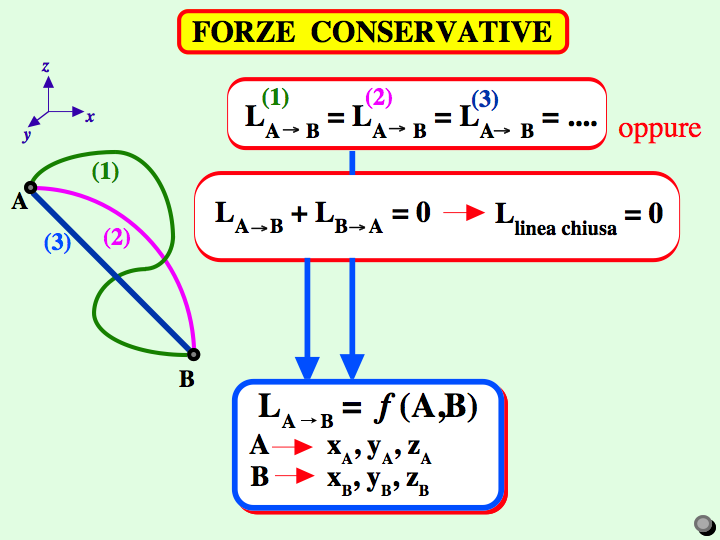 FORZE CONSERVATIVE
z
x
y
L(1)A→B = L(2)A→B = L(3)A→B = ....
oppure
(1)
A
(3)
(2)
B
LA→B + LB→A = 0 → Llinea chiusa = 0
LA→B = f (A,B)
A → xA, yA, zA
B → xB, yB, zB